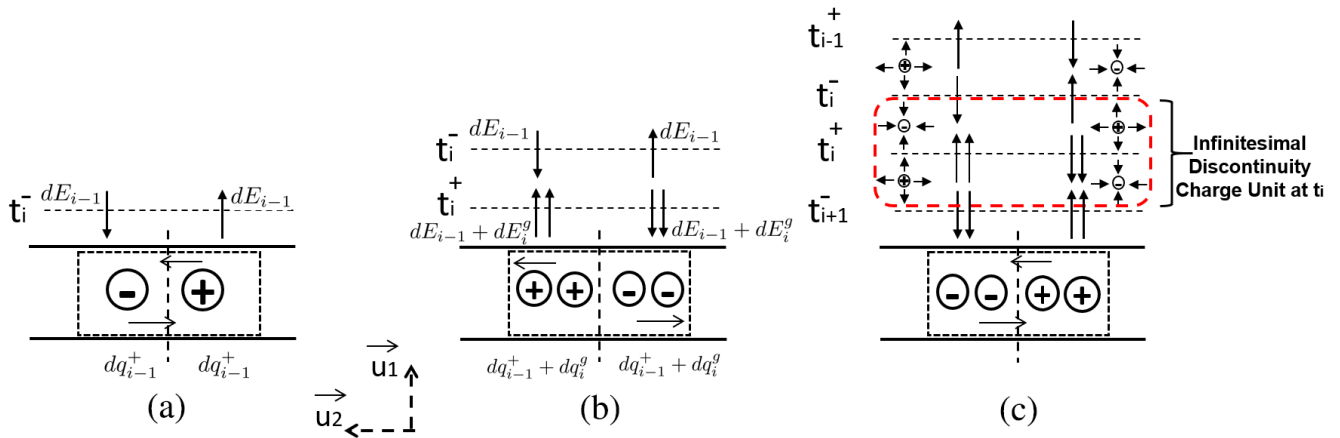 t_i^- dE_{i-1} dE_{i-1}
- +
dq_{i-1}^+ dq_{i-1}^+
(a)
u1
u2
t_i^- dE_{i-1} dE_{i-1}
t_i^+
dE_{i-1} + dE_i^g dE_{i-1} + dE_i^g
+ + - -
dq_{i-1}^+ + dq_i^g dq_{i-1}^+ + dq_i^g
(b)
t_{i-1}^+
+ -
t_i^-
- +
t_i^+
+ -
t_{i+1}^-
Infinitesimal
Discontinuity
Charge Unit at ti
- - + +
(c)